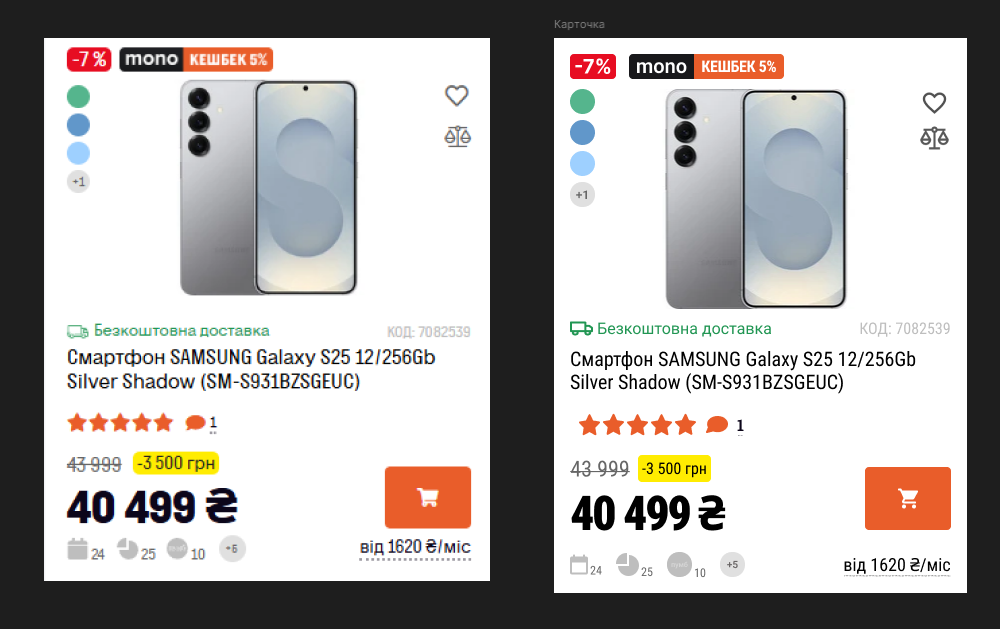 -7% mono КЕШБЕК 5%
+1
Безкоштовна доставка КОД: 7082539
Смартфон SAMSUNG Galaxy S25 12/256Gb
Silver Shadow (SM-S931BZSGEUC)
1
43 999 -3 500 грн
40 499 ₴
24 25 10 +5 від 1620 ₴/міс
Карточка
-7% mono КЕШБЕК 5%
+1
Безкоштовна доставка КОД: 7082539
Смартфон SAMSUNG Galaxy S25 12/256Gb
Silver Shadow (SM-S931BZSGEUC)
1
43 999 -3 500 грн
40 499 ₴
24 25 10 +5 від 1620 ₴/міс